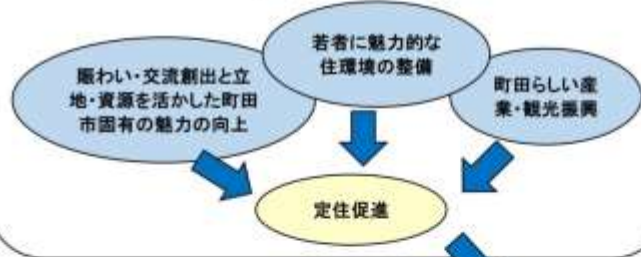 賑わい・交流創出と立
地・資源を活かした町田
市固有の魅力の向上
若者に魅力的な
住環境の整備
町田らしい産
業・観光振興
定住促進